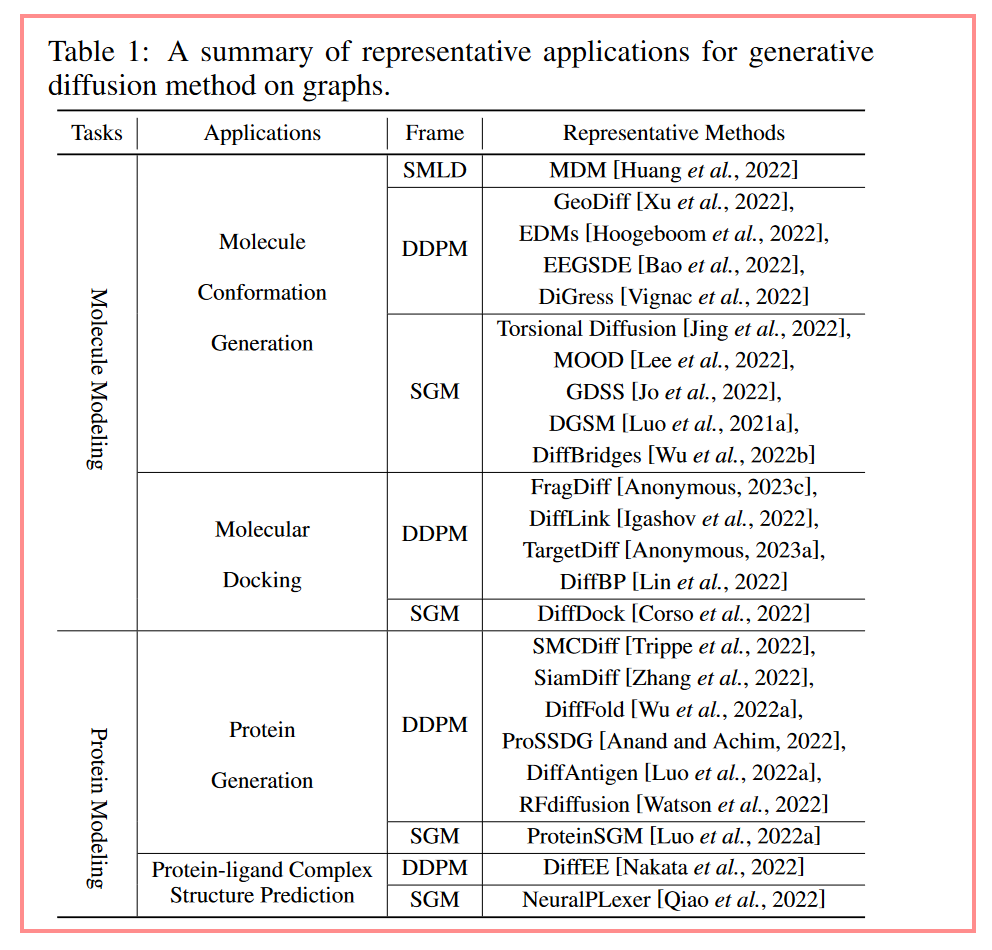 Table 1: A summary of representative applications for generative
diffusion method on graphs.
Tasks Applications Frame Representative Methods
Molecule Modeling
Molecule
Conformation
Generation
SMLD
MDM [Huang et al., 2022]
DDPM
GeoDiff [Xu et al., 2022],
EDMs [Hoogeboom et al., 2022],
EEGSDE [Bao et al., 2022],
DiGress [Vignac et al., 2022]
SGM
Torsional Diffusion [Jing et al., 2022],
MOOD [Lee et al., 2022],
GDSS [Jo et al., 2022],
DGSM [Luo et al., 2021a],
DiffBridges [Wu et al., 2022b]
Molecular
Docking
DDPM
FragDiff [Anonymous, 2023c],
DiffLink [Igashov et al., 2022],
TargetDiff [Anonymous, 2023a],
DiffBP [Lin et al., 2022]
SGM
DiffDock [Corso et al., 2022]
Protein Modeling
Protein
Generation
DDPM
SMCDiff [Trippe et al., 2022],
SiamDiff [Zhang et al., 2022],
DiffFold [Wu et al., 2022a],
ProSSDG [Anand and Achim, 2022],
DiffAntigen [Luo et al., 2022a],
RFdiffusion [Watson et al., 2022]
SGM
ProteinSGM [Luo et al., 2022a]
Protein-ligand Complex
Structure Prediction
DDPM
DiffEE [Nakata et al., 2022]
SGM
NeuralPLexer [Qiao et al., 2022]